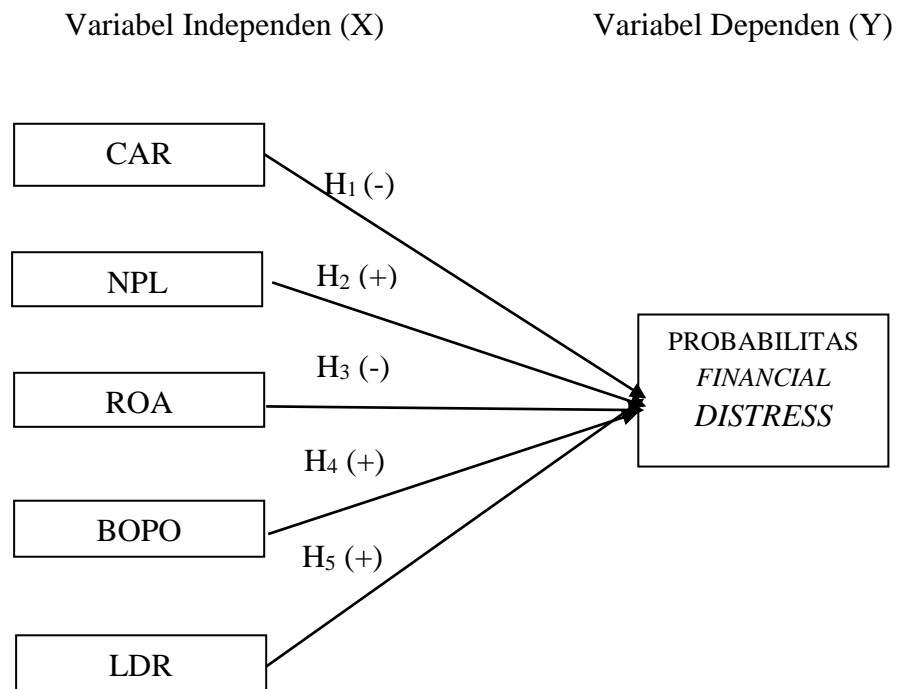 Variabel Independen (X) Variabel Dependen (Y)
CAR
H₁ (-)
NPL
H₂ (+)
H₃ (-)
ROA
H₄ (+)
BOPO
H₅ (+)
LDR
PROBABILITAS
FINANCIAL
DISTRESS